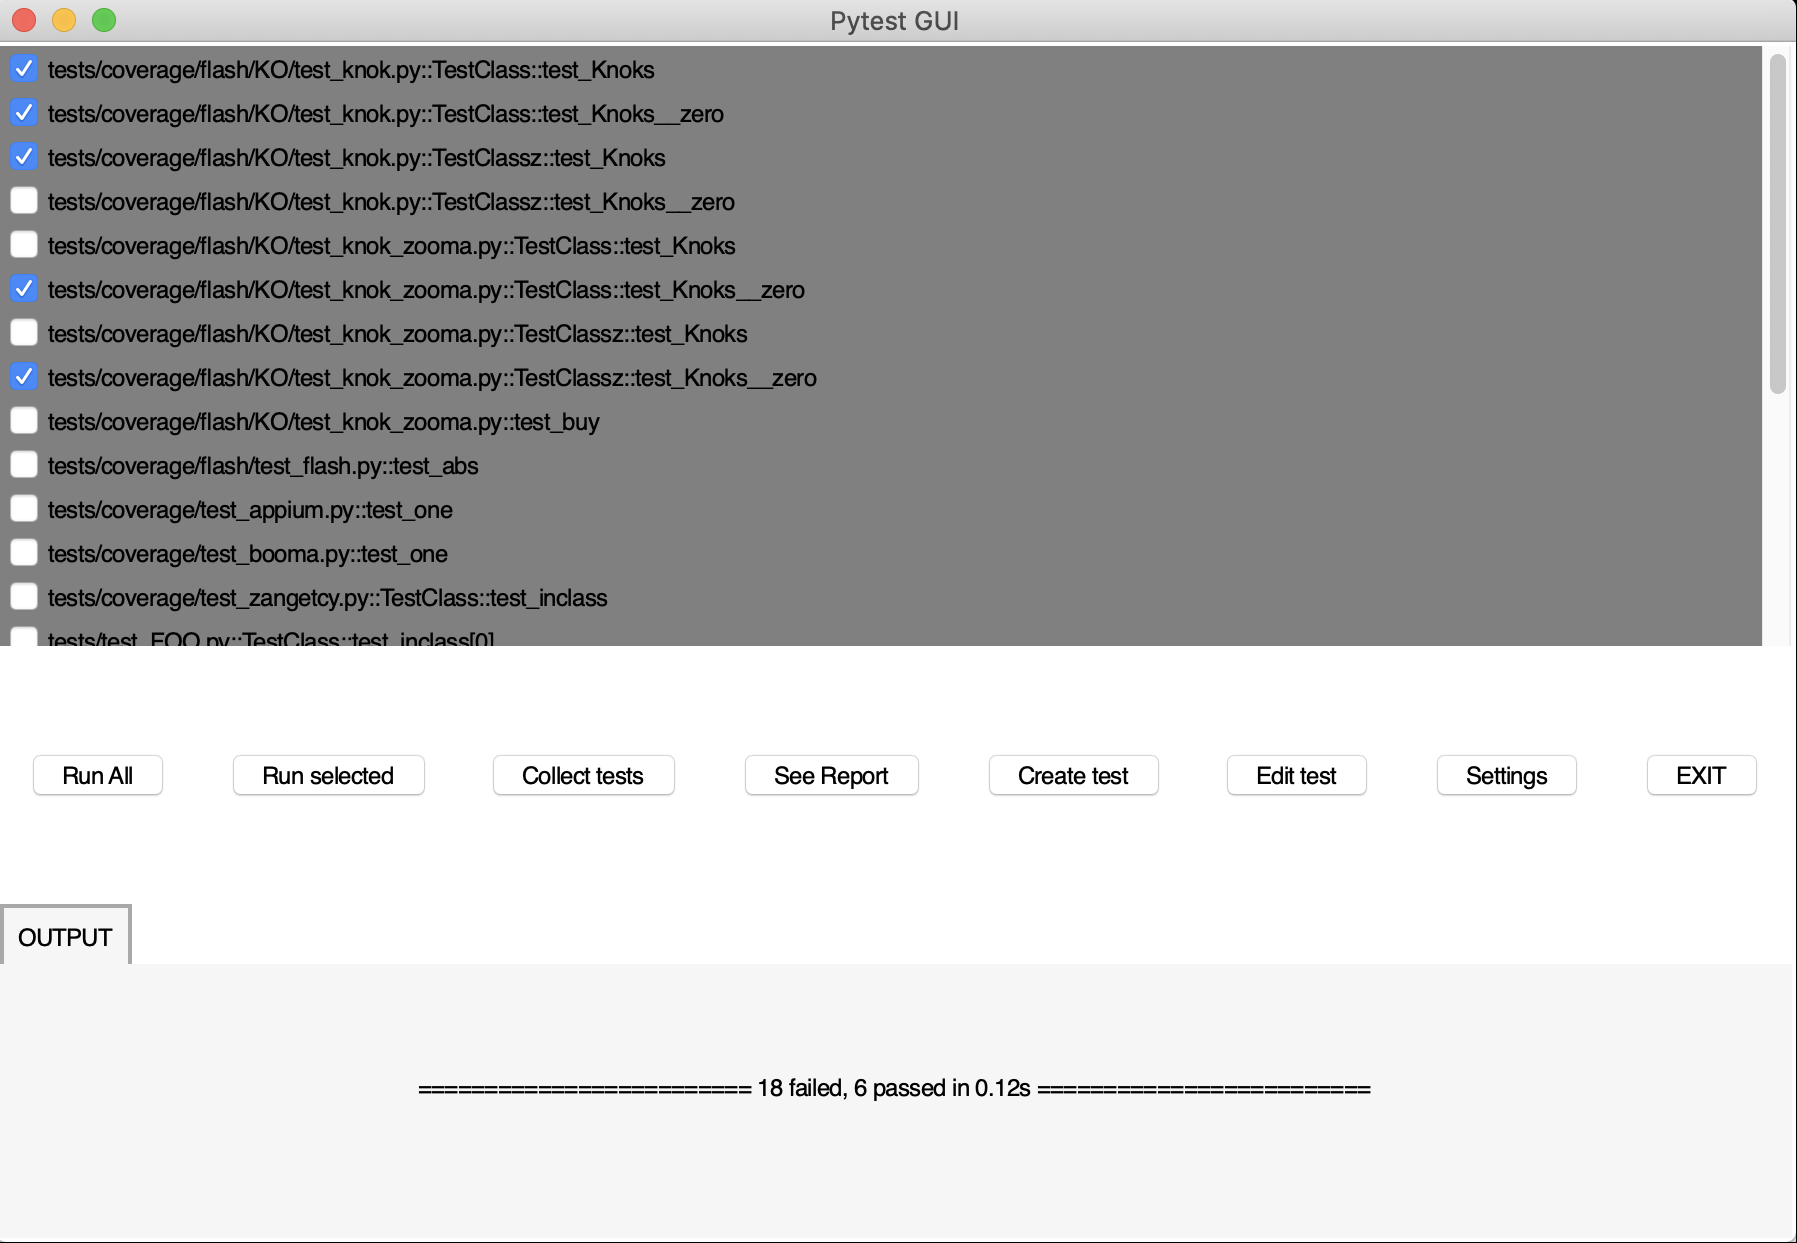 Pytest GUI
tests/coverage/flash/KO/test_knok.py::TestClass::test_Knoks
tests/coverage/flash/KO/test_knok.py::TestClass::test_Knoks__zero
tests/coverage/flash/KO/test_knok.py::TestClassz::test_Knoks
tests/coverage/flash/KO/test_knok.py::TestClassz::test_Knoks__zero
tests/coverage/flash/KO/test_knok_zooma.py::TestClass::test_Knoks
tests/coverage/flash/KO/test_knok_zooma.py::TestClass::test_Knoks__zero
tests/coverage/flash/KO/test_knok_zooma.py::TestClassz::test_Knoks
tests/coverage/flash/KO/test_knok_zooma.py::TestClassz::test_Knoks__zero
tests/coverage/flash/KO/test_knok_zooma.py::test_buy
tests/coverage/flash/test_flash.py::test_abs
tests/coverage/test_appium.py::test_one
tests/coverage/test_booma.py::test_one
tests/coverage/test_zangetcy.py::TestClass::test_inclass
tests/test_FOO.py::TestClass::test_inclass[0]
Run All Run selected Collect tests See Report Create test Edit test Settings EXIT
OUTPUT
========================= 18 failed, 6 passed in 0.12s =========================